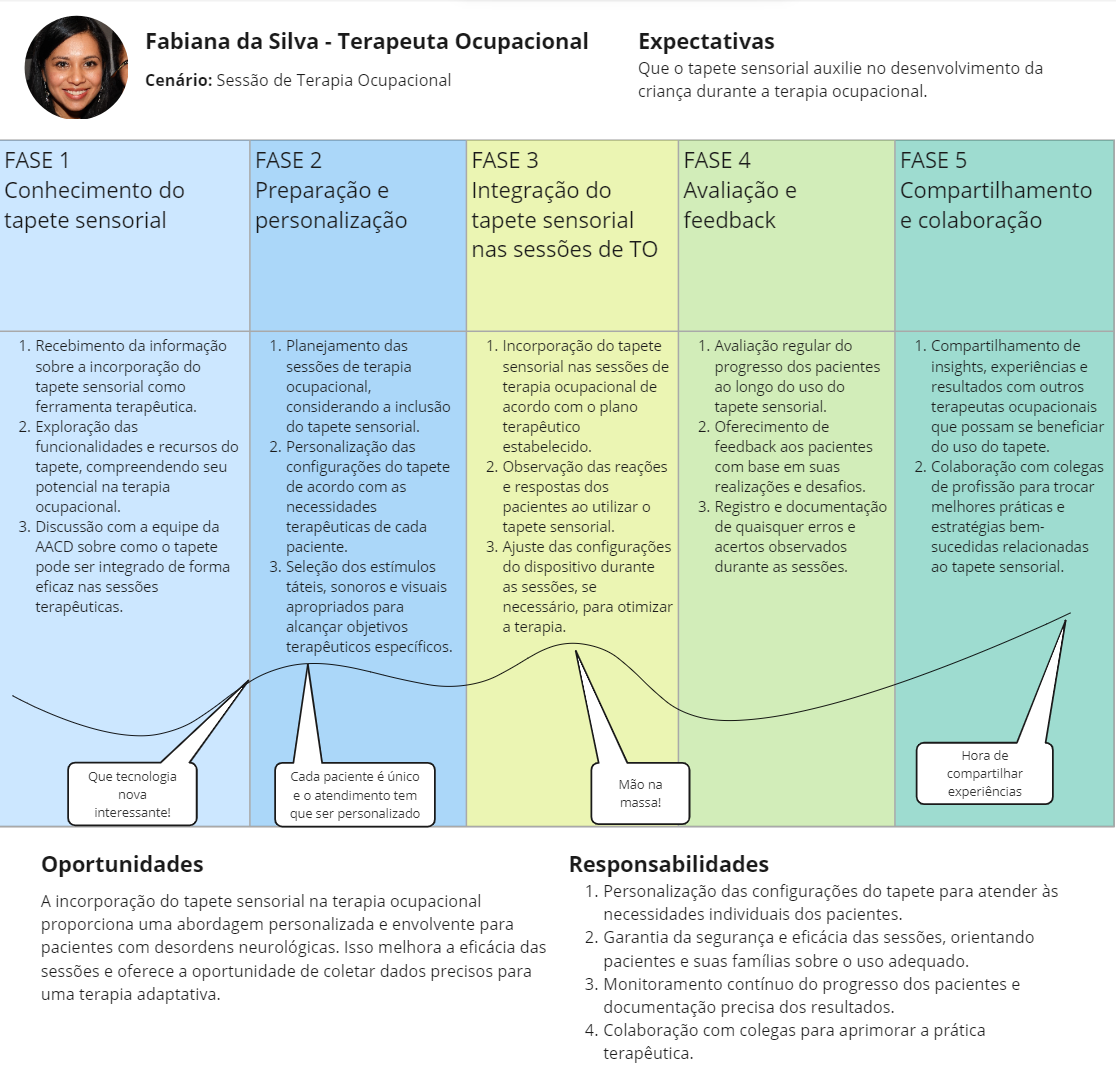 Fabiana da Silva - Terapeuta Ocupacional
Cenário: Sessão de Terapia Ocupacional
Expectativas
Que o tapete sensorial auxilie no desenvolvimento da
criança durante a terapia ocupacional.
FASE 1
Conhecimento do
tapete sensorial
FASE 2
Preparação e
personalização
FASE 3
Integração do
tapete sensorial
nas sessões de TO
FASE 4
Avaliação e
feedback
FASE 5
Compartilhamento
e colaboração
1. Recebimento da informação
sobre a incorporação do
tapete sensorial como
ferramenta terapêutica.
2. Exploração das
funcionalidades e recursos do
tapete, compreendendo seu
potencial na terapia
ocupacional.
3. Discussão com a equipe da
AACD sobre como o tapete
pode ser integrado de forma
eficaz nas sessões
terapêuticas.
1. Planejamento das
sessões de terapia
ocupacional,
considerando a inclusão
do tapete sensorial.
2. Personalização das
configurações do tapete
de acordo com as
necessidades
terapêuticas de cada
paciente.
3. Seleção dos estímulos
táteis, sonoros e visuais
apropriados para
alcançar objetivos
terapêuticos específicos.
1. Incorporação do tapete
sensorial nas sessões de
terapia ocupacional de
acordo com o plano
terapêutico
estabelecido.
2. Observação das reações
e respostas dos
pacientes ao utilizar o
tapete sensorial.
3. Ajuste das configurações
do dispositivo durante
as sessões, se
necessário, para otimizar
a terapia.
1. Avaliação regular do
progresso dos pacientes
ao longo do uso do
tapete sensorial.
2. Oferecimento de
feedback aos pacientes
com base em suas
realizações e desafios.
3. Registro e documentação
de quaisquer erros e
acertos observados
durante as sessões.
1. Compartilhamento de
insights, experiências e
resultados com outros
terapeutas ocupacionais
que possam se beneficiar
do uso do tapete.
2. Colaboração com colegas
de profissão para trocar
melhores práticas e
estratégias bem-
sucedidas relacionadas
ao tapete sensorial.
Que tecnologia
nova
interessante!
Cada paciente é único
e o atendimento tem
que ser personalizado
Mão na
massa!
Hora de
compartilhar
experiências
Oportunidades
A incorporação do tapete sensorial na terapia ocupacional
proporciona uma abordagem personalizada e envolvente para
pacientes com desordens neurológicas. Isso melhora a eficácia das
sessões e oferece a oportunidade de coletar dados precisos para
uma terapia adaptativa.
Responsabilidades
1. Personalização das configurações do tapete para atender às
necessidades individuais dos pacientes.
2. Garantia da segurança e eficácia das sessões, orientando
pacientes e suas famílias sobre o uso adequado.
3. Monitoramento contínuo do progresso dos pacientes e
documentação precisa dos resultados.
4. Colaboração com colegas para aprimorar a prática
terapêutica.